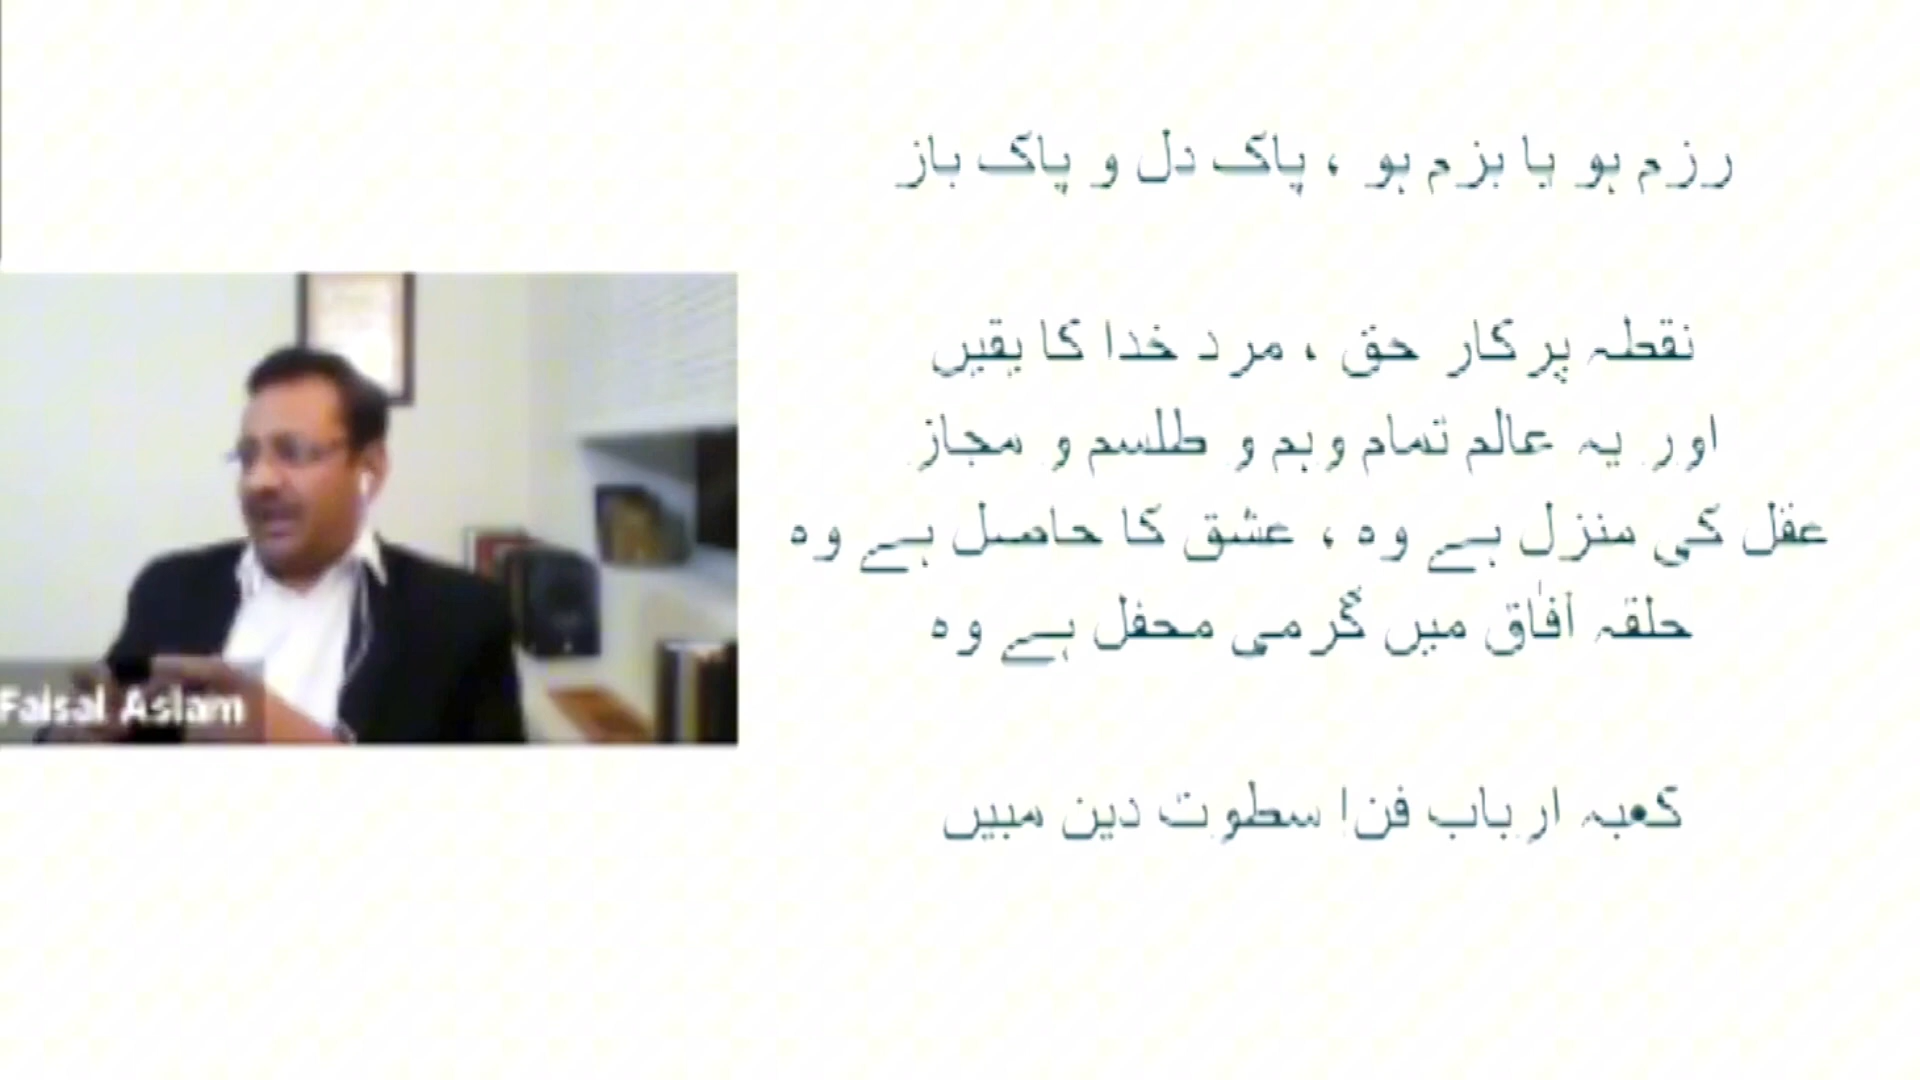 رزم ہو یا بزم ہو ، پاک دل و پاک باز
نقطہ پرکار حق ، مرد خدا کا یقیں
اور یہ عالم تمام وہم و طلسم و مجاز
عقل کی منزل ہے وہ ، عشق کا حاصل ہے وہ
حلقہ آفاق میں گرمی محفل ہے وہ
کعبہ ارباب فن! سطوت دین مبیں
Faisal Aslam